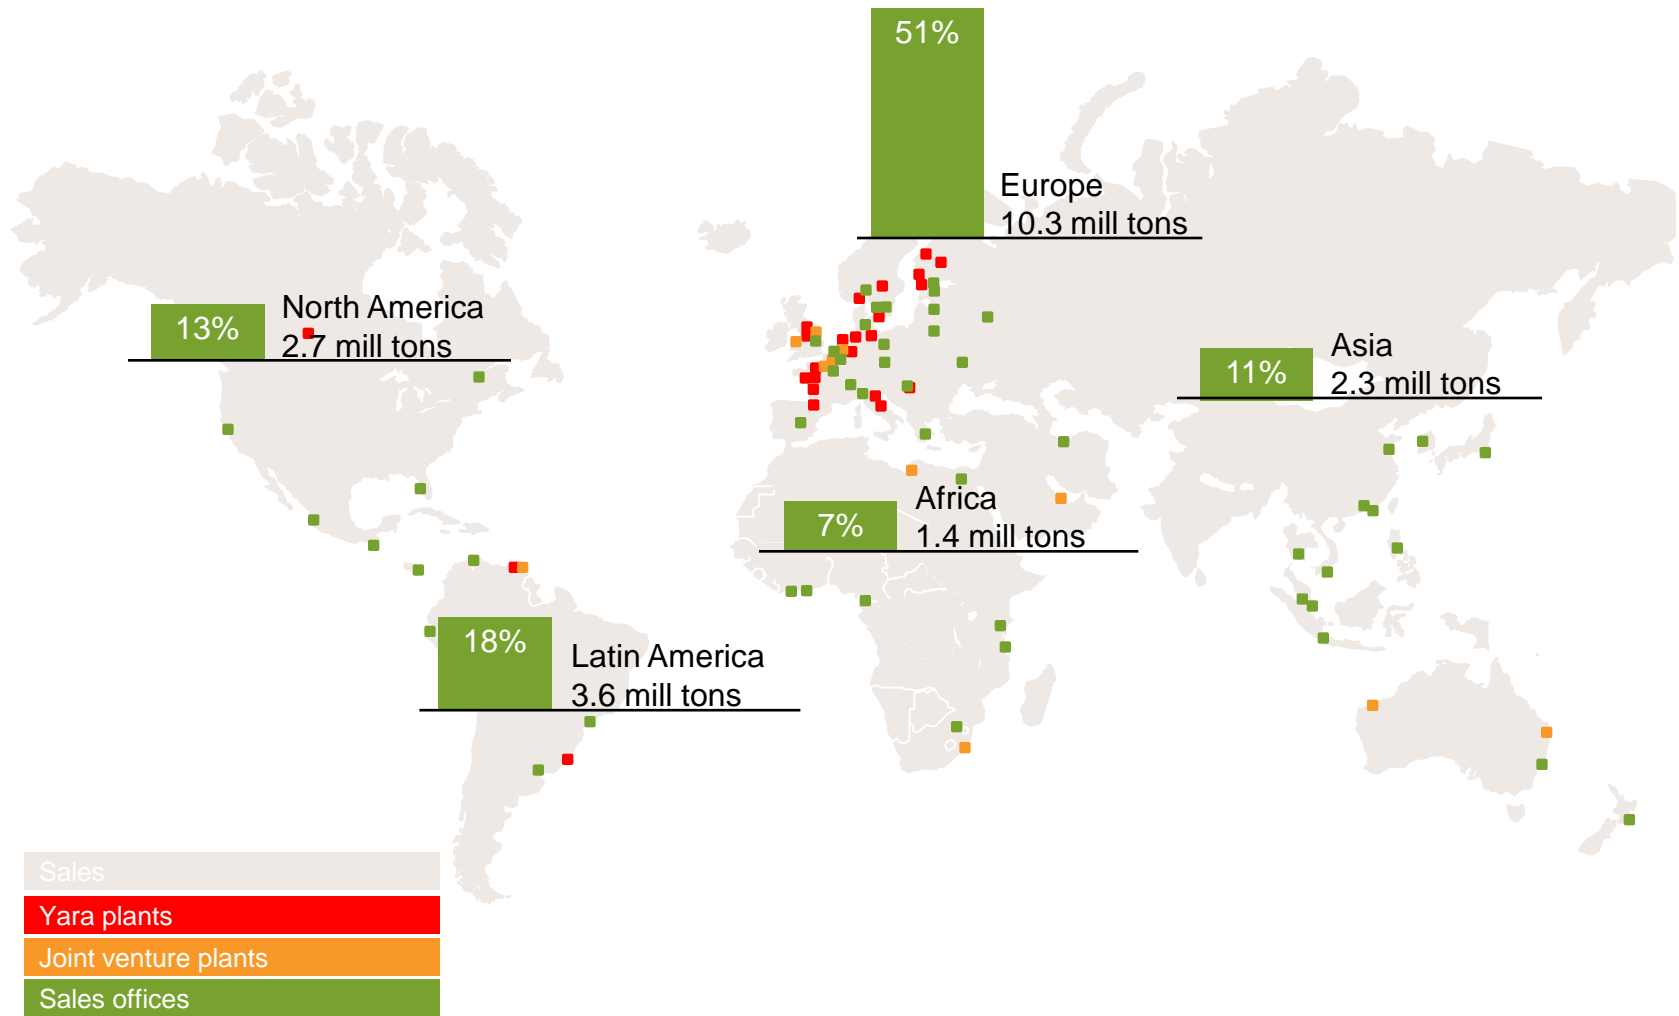 51%
Europe
10.3 mill tons
13%
North America
2.7 mill tons
11%
Asia
2.3 mill tons
7%
Africa
1.4 mill tons
18%
Latin America
3.6 mill tons
Sales
Yara plants
Joint venture plants
Sales offices